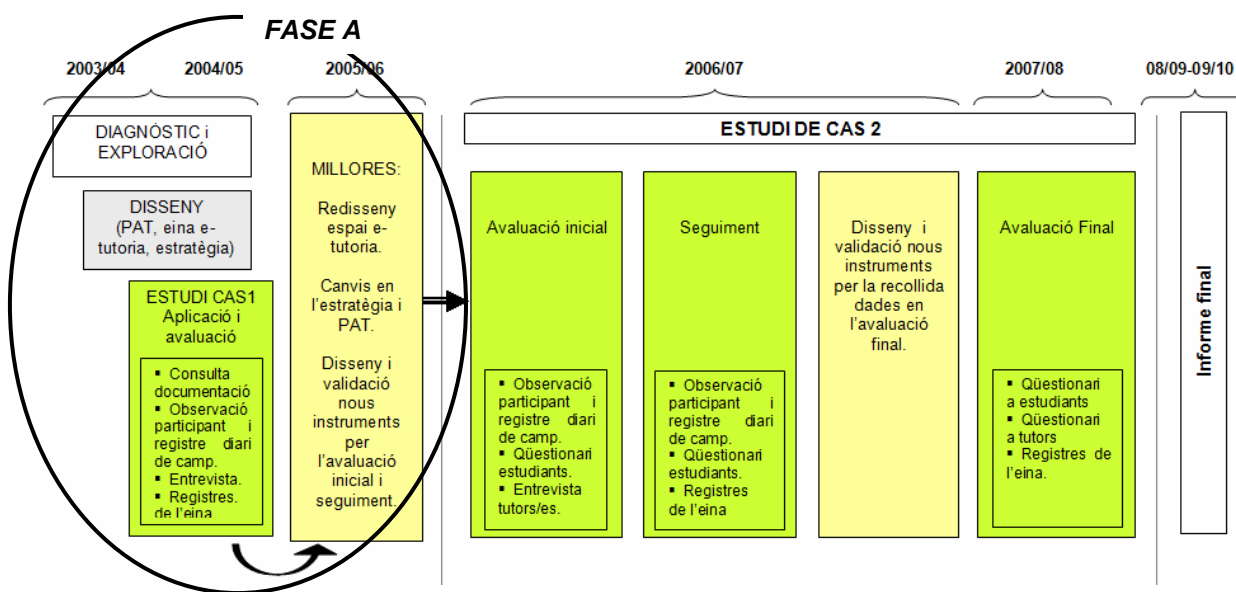 FASE A
2003/04 2004/05 2005/06 2006/07 2007/08 08/09-09/10
DIAGNÒSTIC i
EXPLORACIÓ
DISSENY
(PAT, eina e-
tutoria, estratègia)
ESTUDI CAS1
Aplicació i
avaluació
▪ Consulta
documentació
▪ Observació
participant i
registre diari
de camp.
▪ Entrevista.
▪ Registres.
de l'eina
MILLORES:
Redisseny
espai e-
tutoria.
Canvis en
l'estratègia i
PAT.
Disseny i
validació
nous
instruments
per
l'avaluació
inicial i
seguiment.
ESTUDI DE CAS 2
Avaluació inicial
▪ Observació
participant i
registre diari
de camp.
▪ Qüestionari
estudiants.
▪ Entrevista
tutors/es.
Seguiment
▪ Observació
participant i
registre diari
de camp.
▪ Qüestionari
estudiants.
▪ Registres
de l'eina
Disseny i
validació nous
instruments
per la recollida
dades en
l'avaluació
final.
Avaluació Final
▪ Qüestionari
a estudiants
▪ Qüestionari
a tutors
▪ Registres de
l'eina.
Informe final